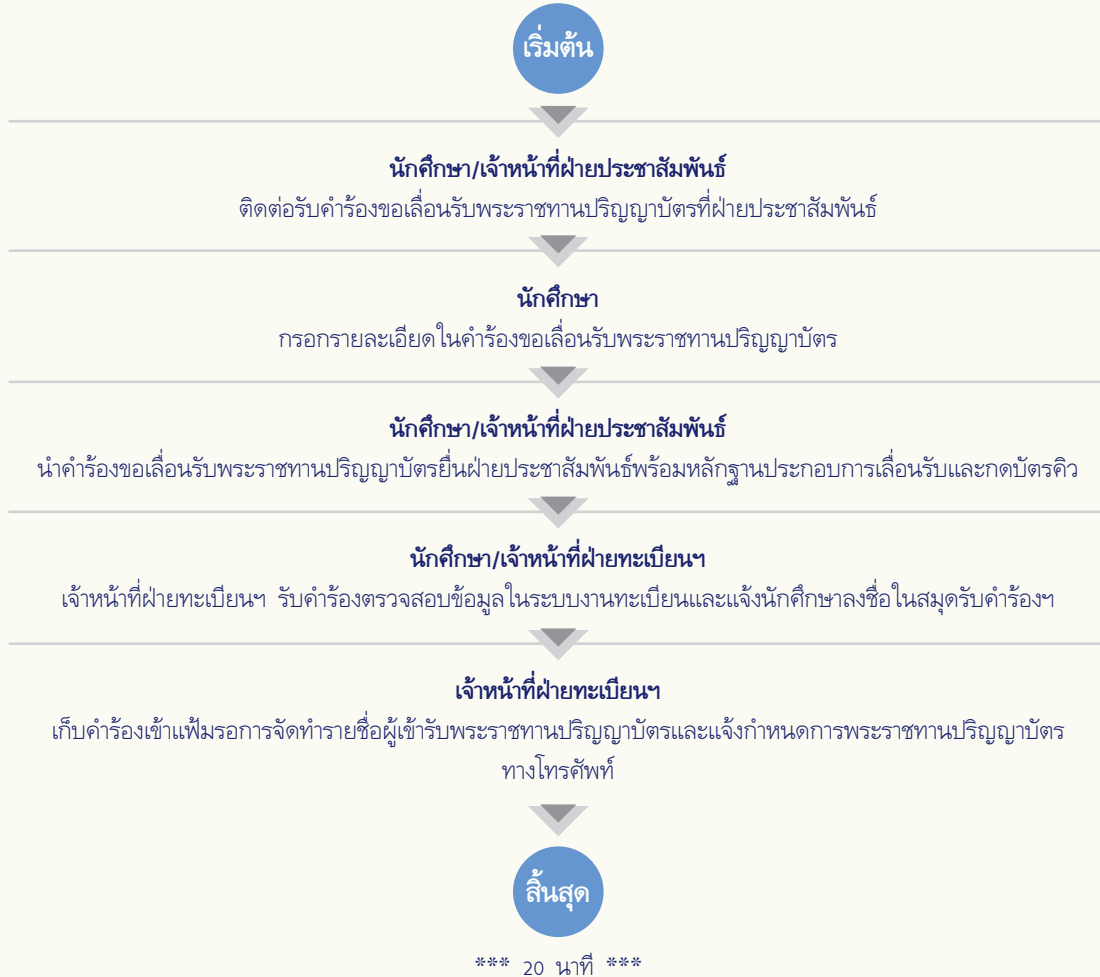 เริ่มต้น
นักศึกษา/เจ้าหน้าที่ฝ่ายประชาสัมพันธ์
ติดต่อรับคำร้องขอเลื่อนรับพระราชทานปริญญาบัตรที่ฝ่ายประชาสัมพันธ์
นักศึกษา
กรอกรายละเอียดในคำร้องขอเลื่อนรับพระราชทานปริญญาบัตร
นักศึกษา/เจ้าหน้าที่ฝ่ายประชาสัมพันธ์
นำคำร้องขอเลื่อนรับพระราชทานปริญญาบัตรยื่นฝ่ายประชาสัมพันธ์พร้อมหลักฐานประกอบการเลื่อนรับและกดบัตรคิว
นักศึกษา/เจ้าหน้าที่ฝ่ายทะเบียนฯ
เจ้าหน้าที่ฝ่ายทะเบียนฯ รับคำร้องตรวจสอบข้อมูลในระบบงานทะเบียนและแจ้งนักศึกษาลงชื่อในสมุดรับคำร้องฯ
เจ้าหน้าที่ฝ่ายทะเบียนฯ
เก็บคำร้องเข้าแฟ้มรอการจัดทำรายชื่อผู้เข้ารับพระราชทานปริญญาบัตรและแจ้งกำหนดการพระราชทานปริญญาบัตร
ทางโทรศัพท์
สิ้นสุด
*** 20 นาที ***